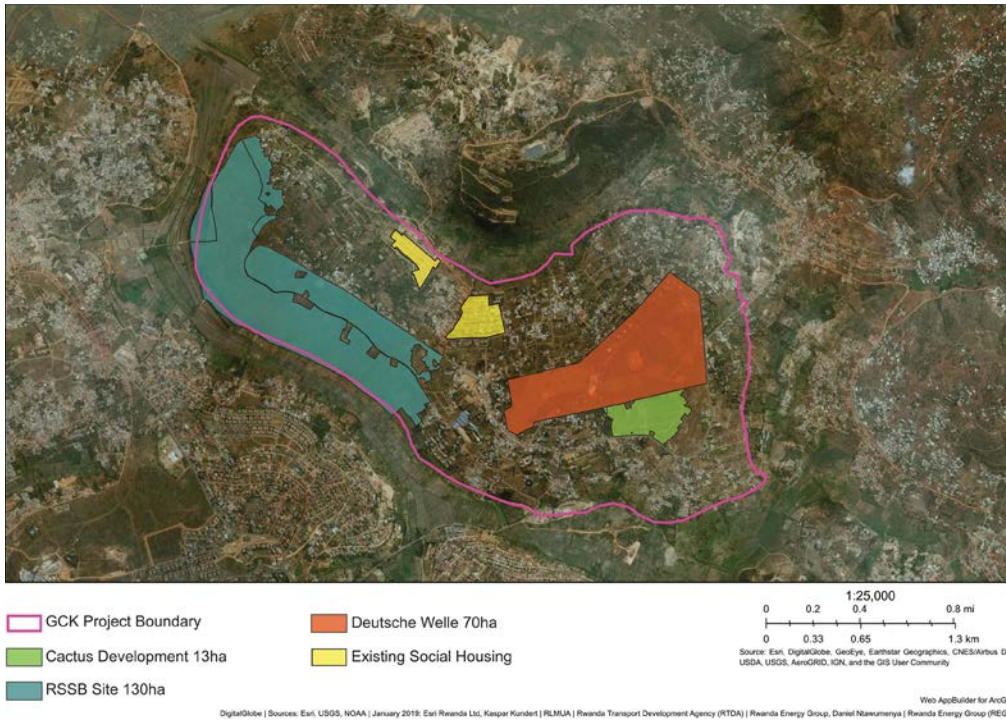 GCK Project Boundary
Cactus Development 13ha
RSSB Site 130ha
Deutsche Welle 70ha
Existing Social Housing
1:25,000
0 0.2 0.4 0.8 mi
0 0.33 0.65 1.3 km
Source: Esri, DigitalGlobe, GeoEye, Earthstar Geographics, CNES/Airbus D
USDA, USGS, AeroGRID, IGN, and the GIS User Community
Web AppBuilder for ArcG
DigitalGlobe | Sources: Esri, USGS, NOAA | January 2019: Esri Rwanda Ltd, Kaspar Kundert | RLMUA | Rwanda Transport Development Agency (RTDA) | Rwanda Energy Group, Daniel Ntawumenya | Rwanda Energy Group (REG